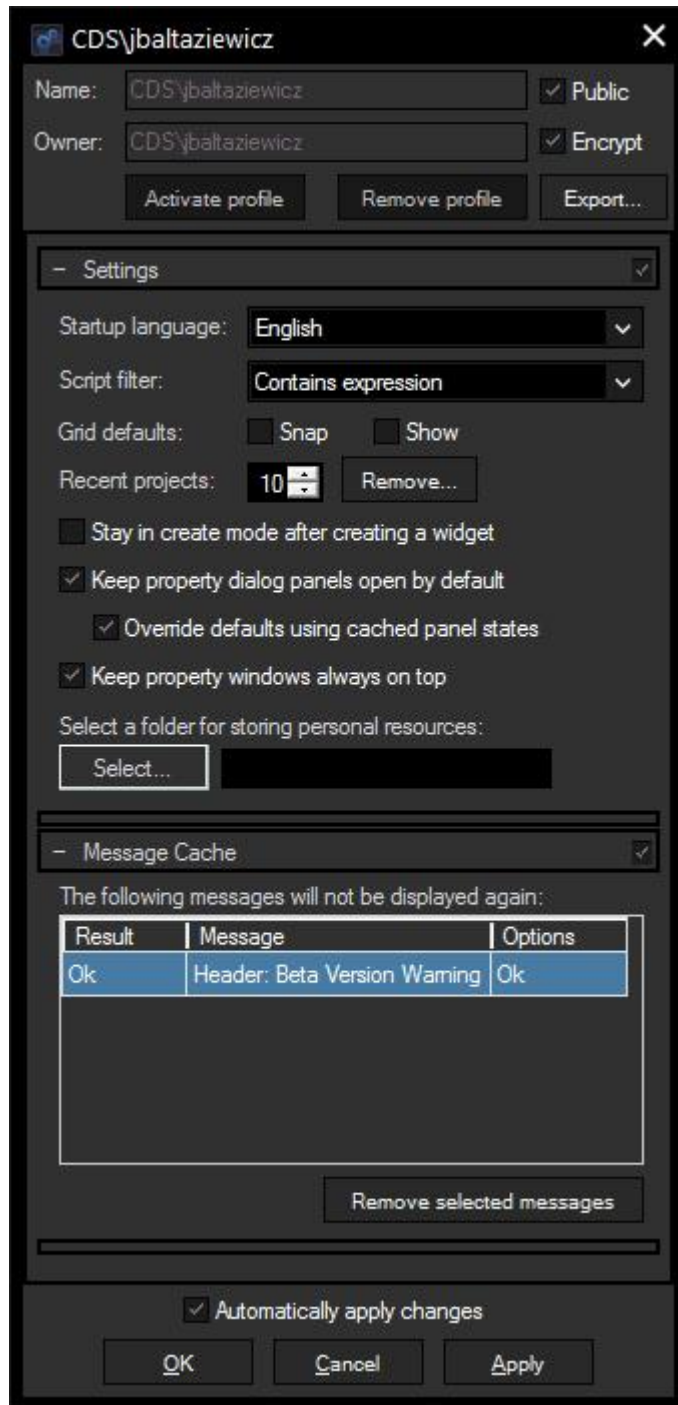 CDS\jbaltaziewicz
Name: CDS\jbaltaziewicz Public
Owner: CDS\jbaltaziewicz Encrypt
Activate profile Remove profile Export...
− Settings
Startup language: English
Script filter: Contains expression
Grid defaults: Snap Show
Recent projects: 10 Remove...
Stay in create mode after creating a widget
Keep property dialog panels open by default
Override defaults using cached panel states
Keep property windows always on top
Select a folder for storing personal resources:
Select...
− Message Cache
The following messages will not be displayed again:
Result Message Options
Ok Header: Beta Version Warning Ok
Remove selected messages
Automatically apply changes
OK Cancel Apply